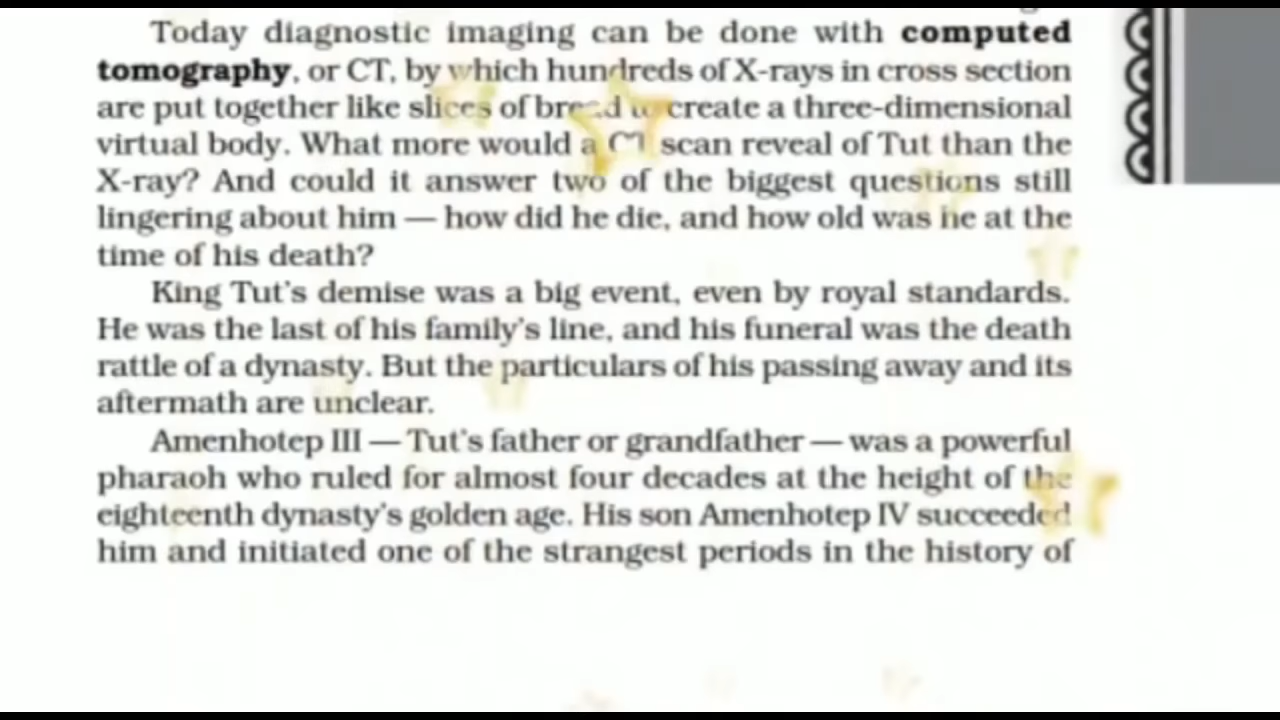 Today diagnostic imaging can be done with computed
tomography, or CT, by which hundreds of X-rays in cross section
are put together like slices of bread to create a three-dimensional
virtual body. What more would a CT scan reveal of Tut than the
X-ray? And could it answer two of the biggest questions still
lingering about him — how did he die, and how old was he at the
time of his death?
King Tut's demise was a big event, even by royal standards.
He was the last of his family's line, and his funeral was the death
rattle of a dynasty. But the particulars of his passing away and its
aftermath are unclear.
Amenhotep III — Tut's father or grandfather — was a powerful
pharaoh who ruled for almost four decades at the height of the
eighteenth dynasty's golden age. His son Amenhotep IV succeeded
him and initiated one of the strangest periods in the history of